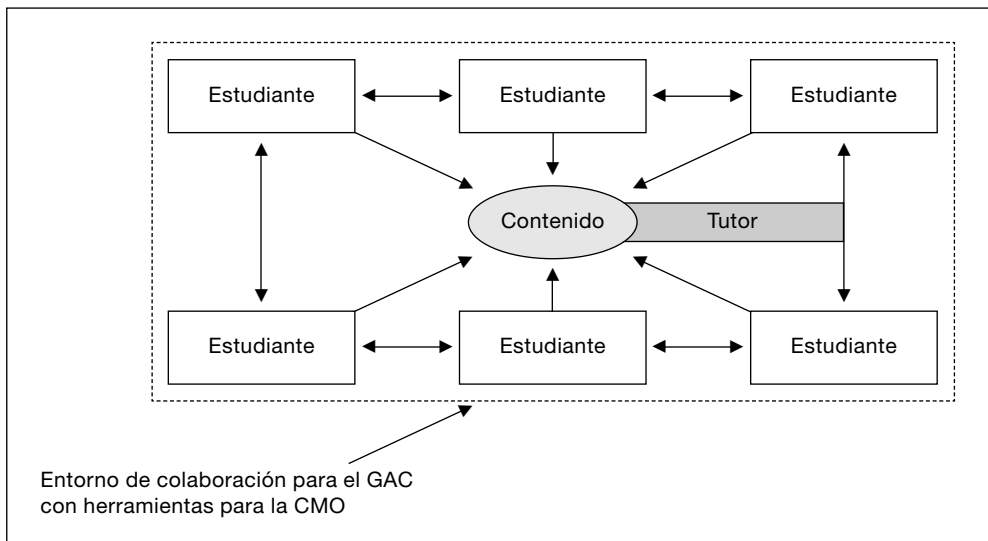 Estudiante
Estudiante
Estudiante
Contenido
Tutor
Estudiante
Estudiante
Estudiante
Entorno de colaboración para el GAC
con herramientas para la CMO